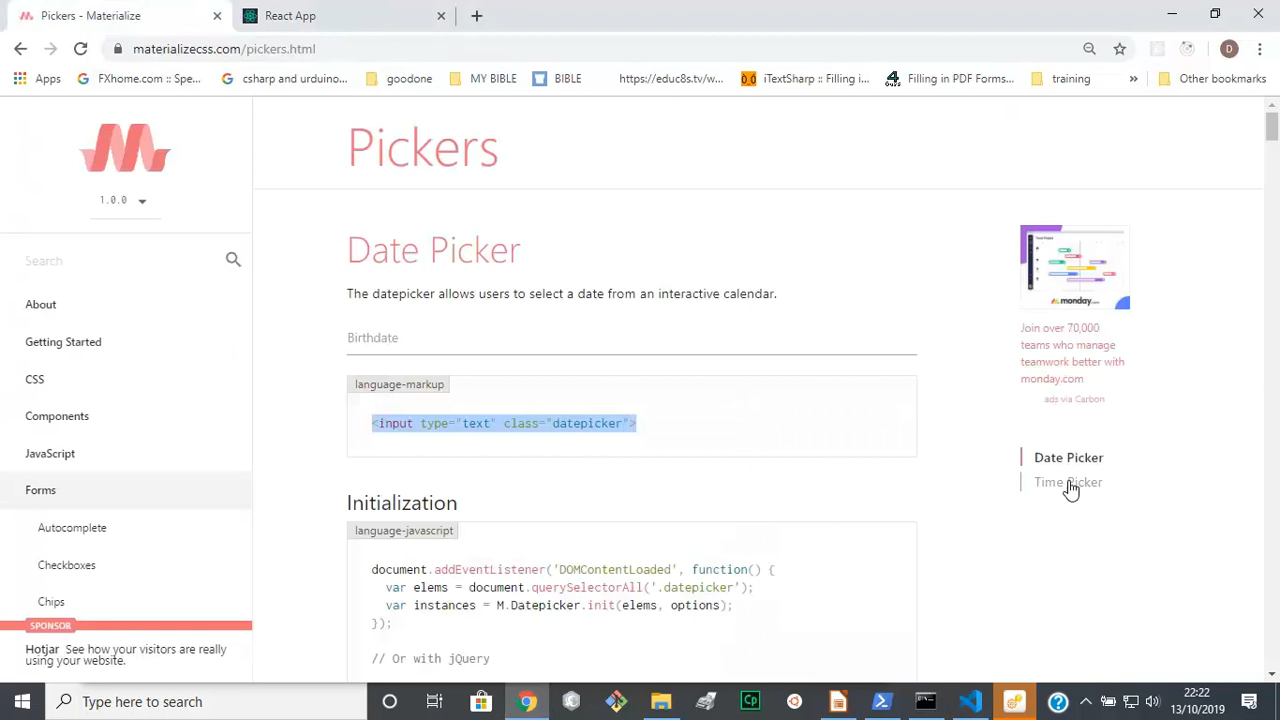 Pickers - Materialize
React App
materializecss.com/pickers.html
D
Apps
FXhome.com :: Spe...
csharp and urduino...
goodone
MY BIBLE
BIBLE
https://educ8s.tv/w...
iTextSharp :: Filling i...
Filling in PDF Forms...
training
»
Other bookmarks
1.0.0
Search
About
Getting Started
CSS
Components
JavaScript
Forms
Autocomplete
Checkboxes
Chips
SPONSOR
Hotjar See how your visitors are really
using your website.
Pickers
Date Picker
The datepicker allows users to select a date from an interactive calendar.
Birthdate
language-markup
<input type="text" class="datepicker">
Initialization
language-javascript
document.addEventListener('DOMContentLoaded', function() {
var elems = document.querySelectorAll('.datepicker');
var instances = M.Datepicker.init(elems, options);
});
// Or with jQuery
monday.com
Join over 70,000
teams who manage
teamwork better with
monday.com
ads via Carbon
Date Picker
Time Picker
Type here to search
Cp
22:22
13/10/2019